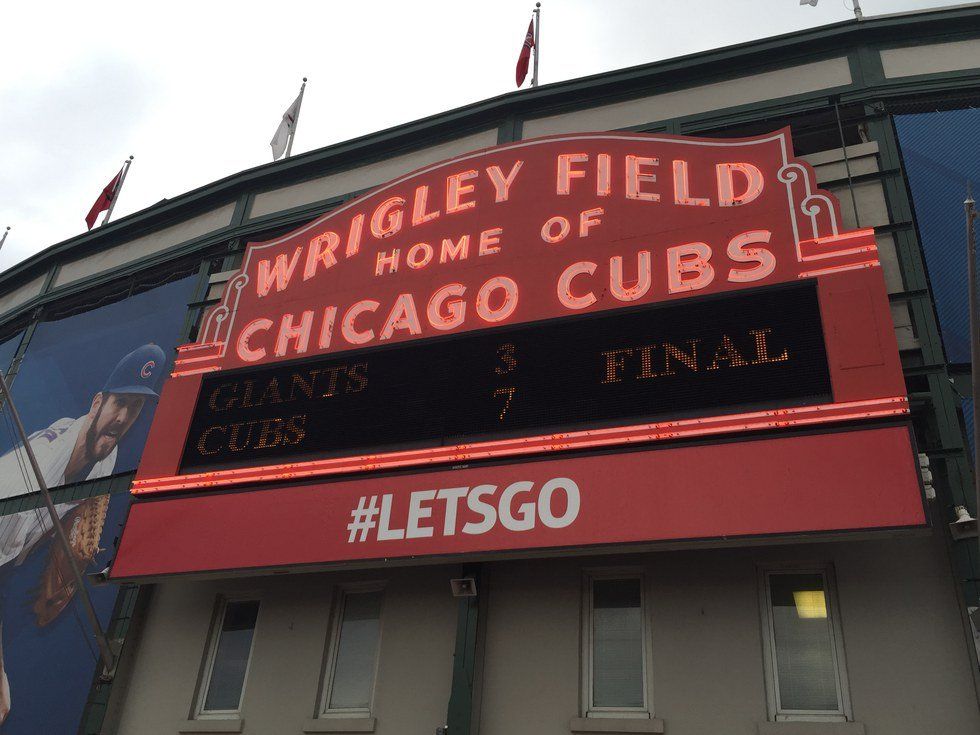 WRIGLEY FIELD
HOME OF
CHICAGO CUBS
GIANTS 3 FINAL
CUBS 7
#LETSGO
C